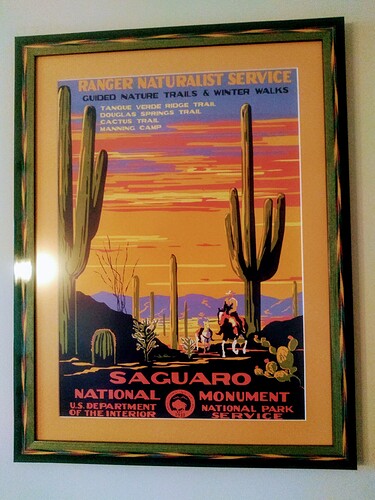 RANGER NATURALIST SERVICE
GUIDED NATURE TRAILS & WINTER WALKS
TANQUE VERDE RIDGE TRAIL
DOUGLAS SPRINGS TRAIL
CACTUS TRAIL
MANNING CAMP
SAGUARO
NATIONAL MONUMENT
U.S. DEPARTMENT OF THE INTERIOR
NATIONAL PARK SERVICE